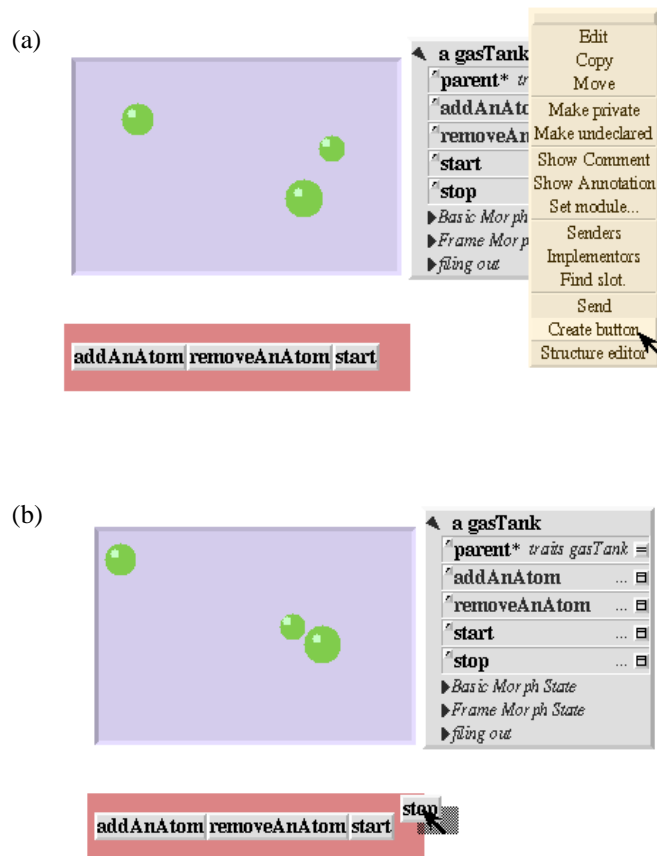 (a)
a gasTank
parent* tr
addAnAto
removeAn
start
stop
Basic Morph
Frame Morp
filing out
Edit
Copy
Move
Make private
Make undeclared
Show Comment
Show Annotation
Set module...
Senders
Implementors
Find slot.
Send
Create button
Structure editor
addAnAtom removeAnAtom start
(b)
a gasTank
parent* traits gasTank =
addAnAtom ...
removeAnAtom ...
start ...
stop ...
Basic Morph State
Frame Morph State
filing out
stop
addAnAtom removeAnAtom start